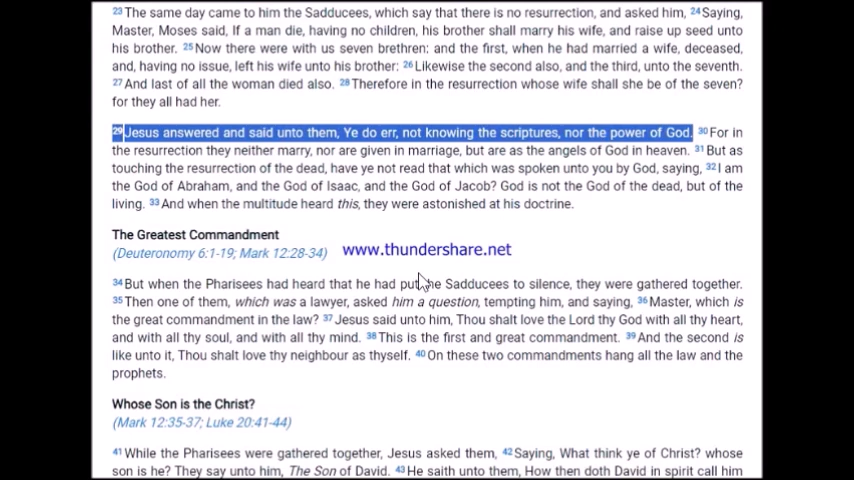 23 The same day came to him the Sadducees, which say that there is no resurrection, and asked him, 24 Saying,
Master, Moses said, If a man die, having no children, his brother shall marry his wife, and raise up seed unto
his brother. 25 Now there were with us seven brethren: and the first, when he had married a wife, deceased,
and, having no issue, left his wife unto his brother: 26 Likewise the second also, and the third, unto the seventh.
27 And last of all the woman died also. 28 Therefore in the resurrection whose wife shall she be of the seven?
for they all had her.
29 Jesus answered and said unto them, Ye do err, not knowing the scriptures, nor the power of God. 30 For in
the resurrection they neither marry, nor are given in marriage, but are as the angels of God in heaven. 31 But as
touching the resurrection of the dead, have ye not read that which was spoken unto you by God, saying, 32 I am
the God of Abraham, and the God of Isaac, and the God of Jacob? God is not the God of the dead, but of the
living. 33 And when the multitude heard this, they were astonished at his doctrine.
The Greatest Commandment
(Deuteronomy 6:1-19; Mark 12:28-34)
www.thundershare.net
34 But when the Pharisees had heard that he had put the Sadducees to silence, they were gathered together.
35 Then one of them, which was a lawyer, asked him a question, tempting him, and saying, 36 Master, which is
the great commandment in the law? 37 Jesus said unto him, Thou shalt love the Lord thy God with all thy heart,
and with all thy soul, and with all thy mind. 38 This is the first and great commandment. 39 And the second is
like unto it, Thou shalt love thy neighbour as thyself. 40 On these two commandments hang all the law and the
prophets.
Whose Son is the Christ?
(Mark 12:35-37; Luke 20:41-44)
41 While the Pharisees were gathered together, Jesus asked them, 42 Saying, What think ye of Christ? whose
son is he? They say unto him, The Son of David. 43 He saith unto them, How then doth David in spirit call him